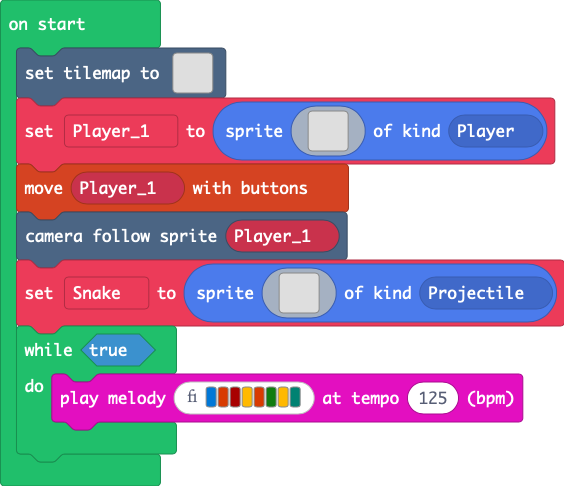 on start
set tilemap to
set Player_1 to sprite of kind Player
move Player_1 with buttons
camera follow sprite Player_1
set Snake to sprite of kind Projectile
while true
do
play melody fi at tempo 125 (bpm)